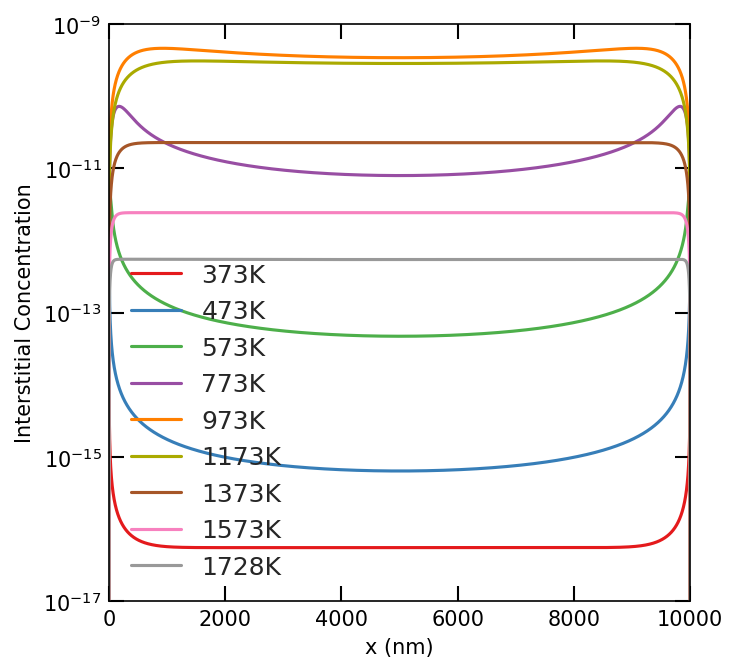 10⁻⁹
10⁻¹¹
10⁻¹³
10⁻¹⁵
10⁻¹⁷
Interstitial Concentration
373K
473K
573K
773K
973K
1173K
1373K
1573K
1728K
0 2000 4000 6000 8000 10000
x (nm)